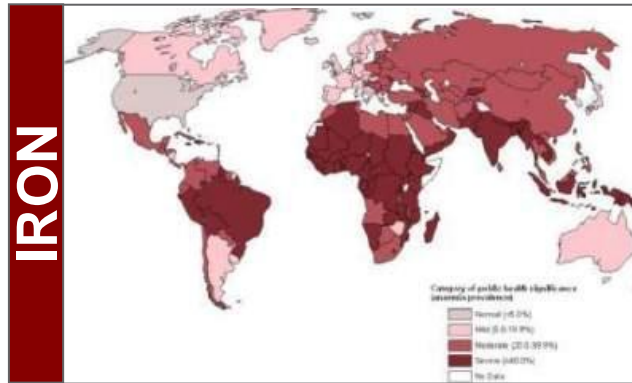 IRON
Category of public health significance
(anaemia prevalence)
Normal (<5.0%)
Mild (5.0-19.9%)
Moderate (20.0-39.9%)
Severe (≥40.0%)
No Data